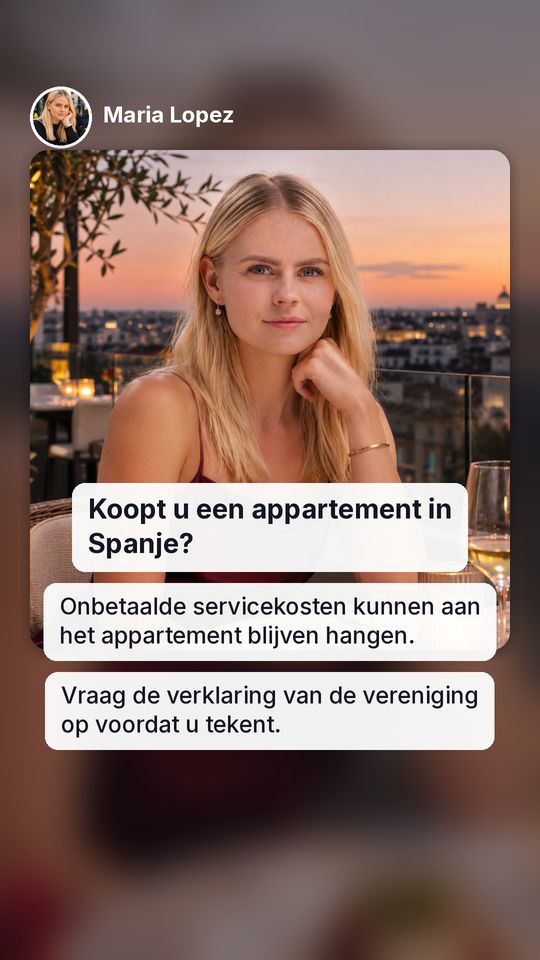 Maria Lopez
Koopt u een appartement in
Spanje?
Onbetaalde servicekosten kunnen aan
het appartement blijven hangen.
Vraag de verklaring van de vereniging
op voordat u tekent.